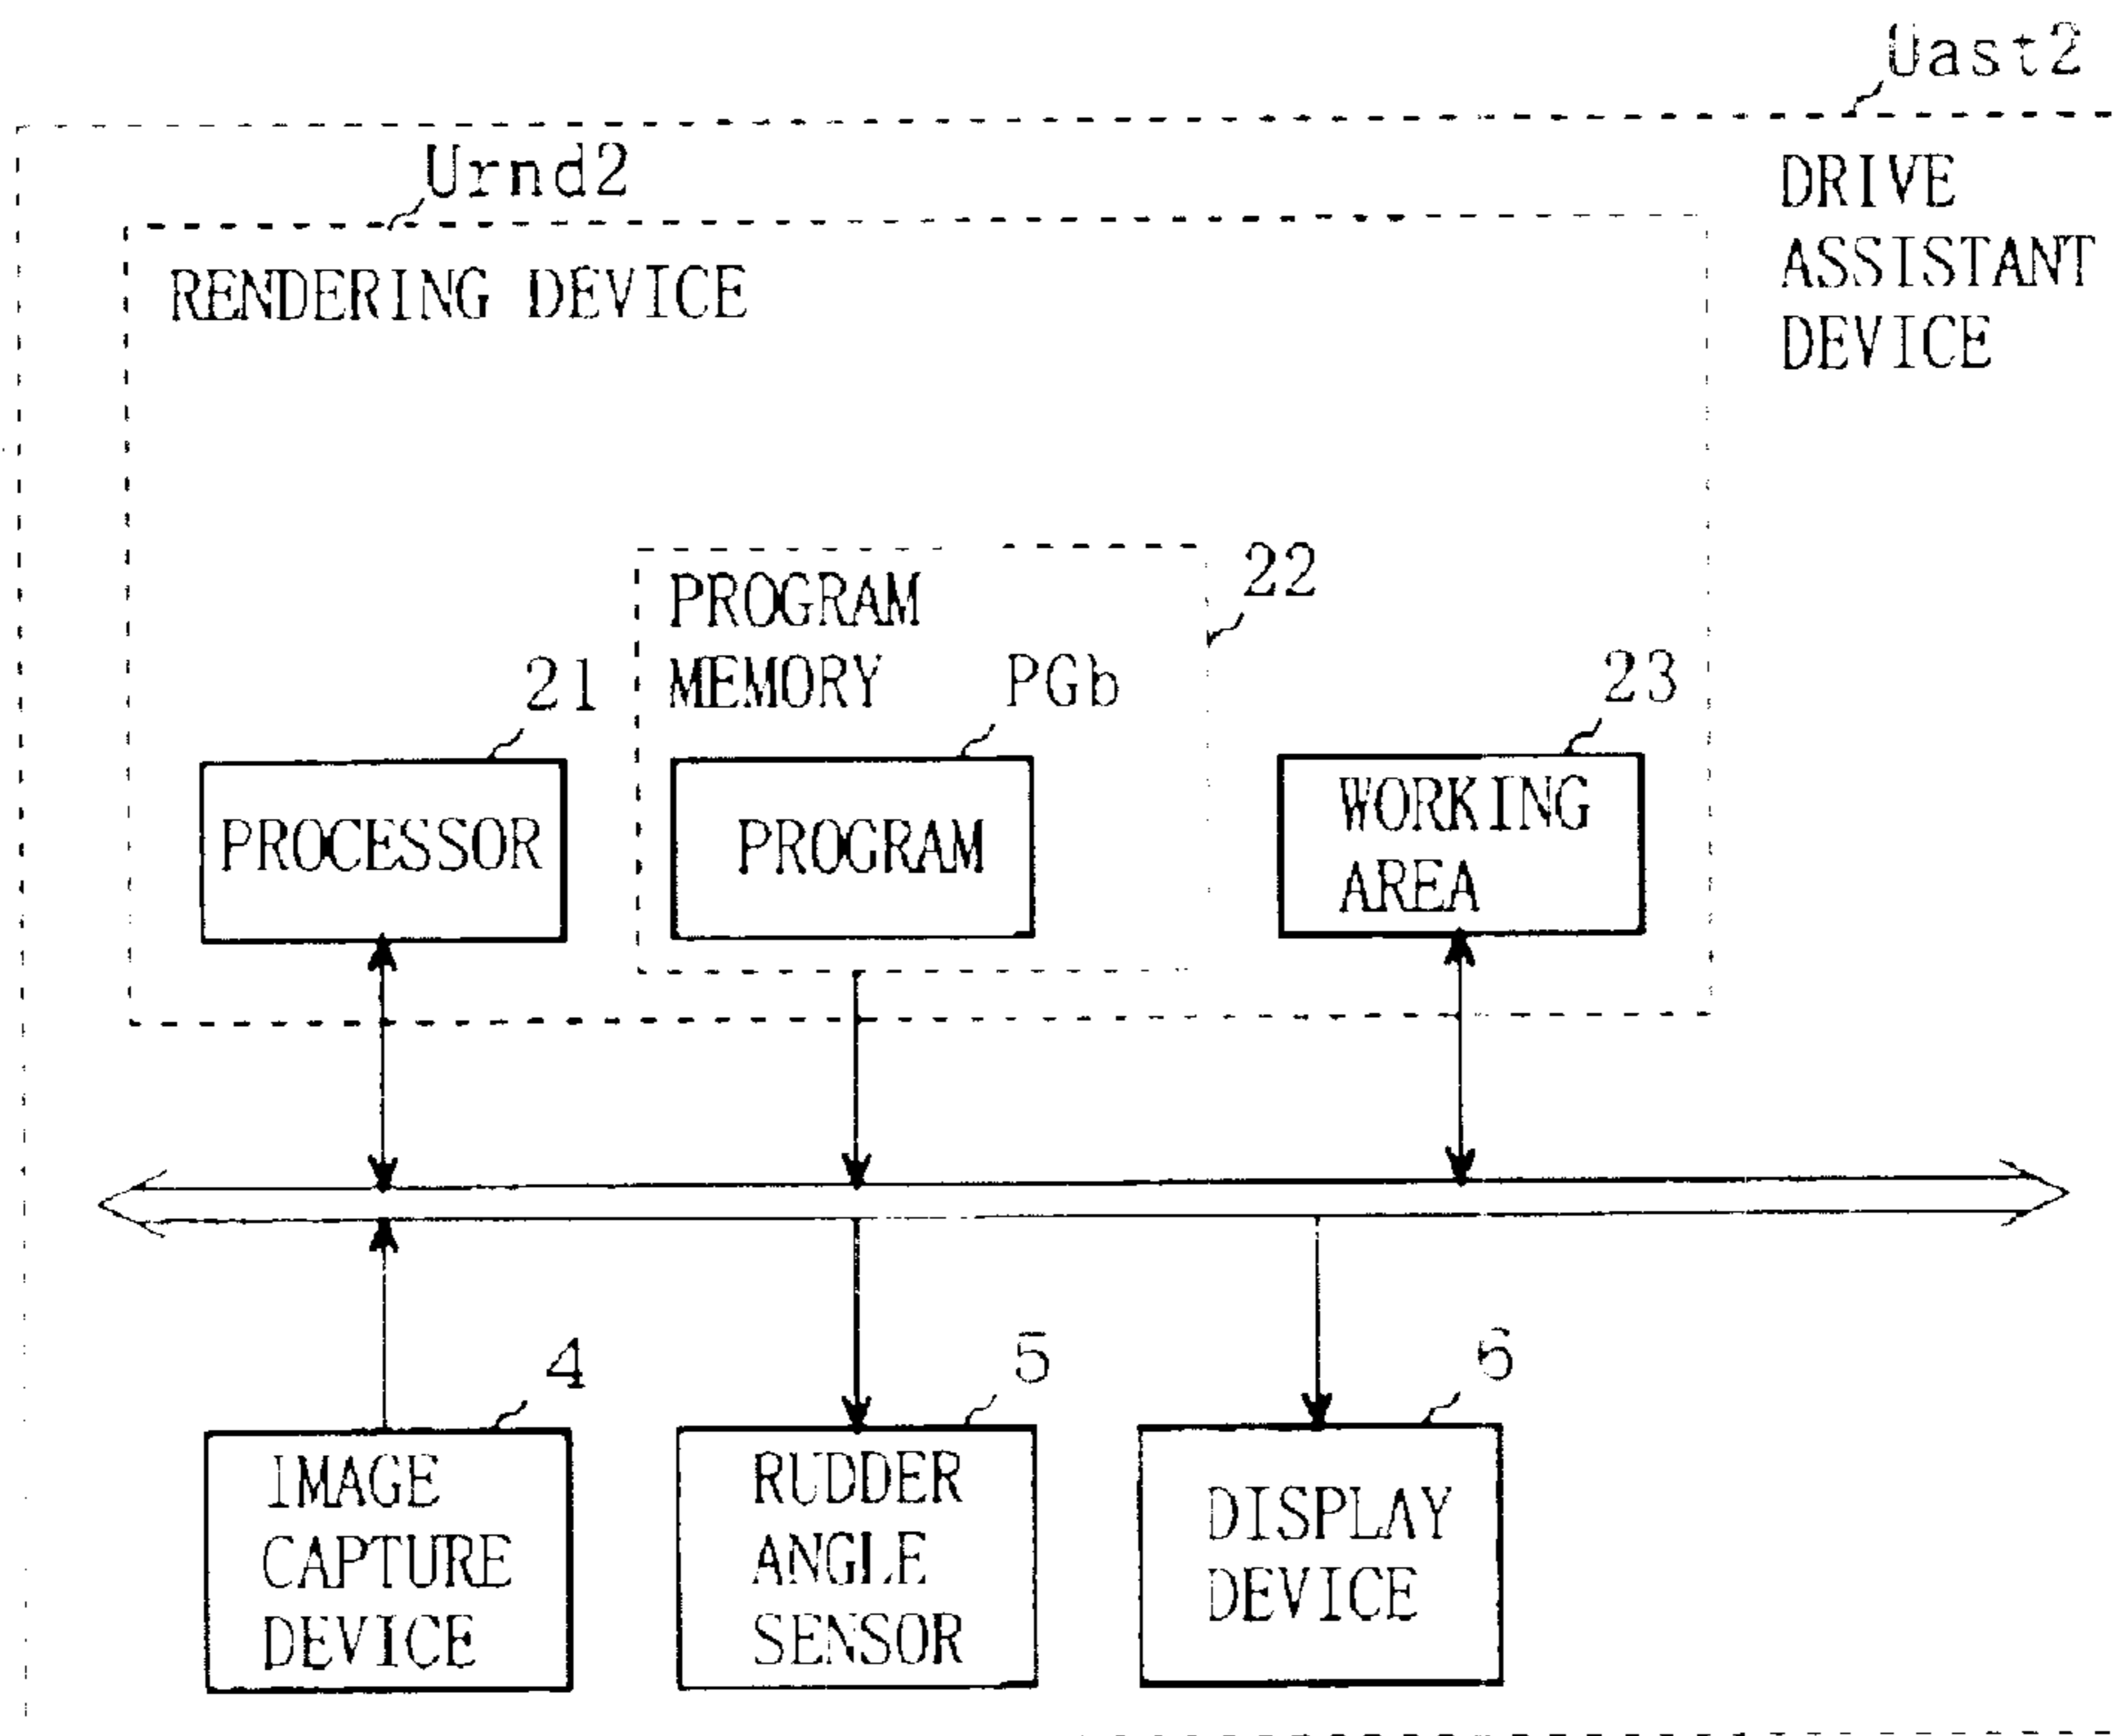 Uast2
Urnd2
DRIVE
ASSISTANT
DEVICE
RENDERING DEVICE
22
PROGRAM
MEMORY
PGb
21
23
PROCESSOR
PROGRAM
WORKING
AREA
4
5
6
IMAGE
CAPTURE
DEVICE
RUDDER
ANGLE
SENSOR
DISPLAY
DEVICE